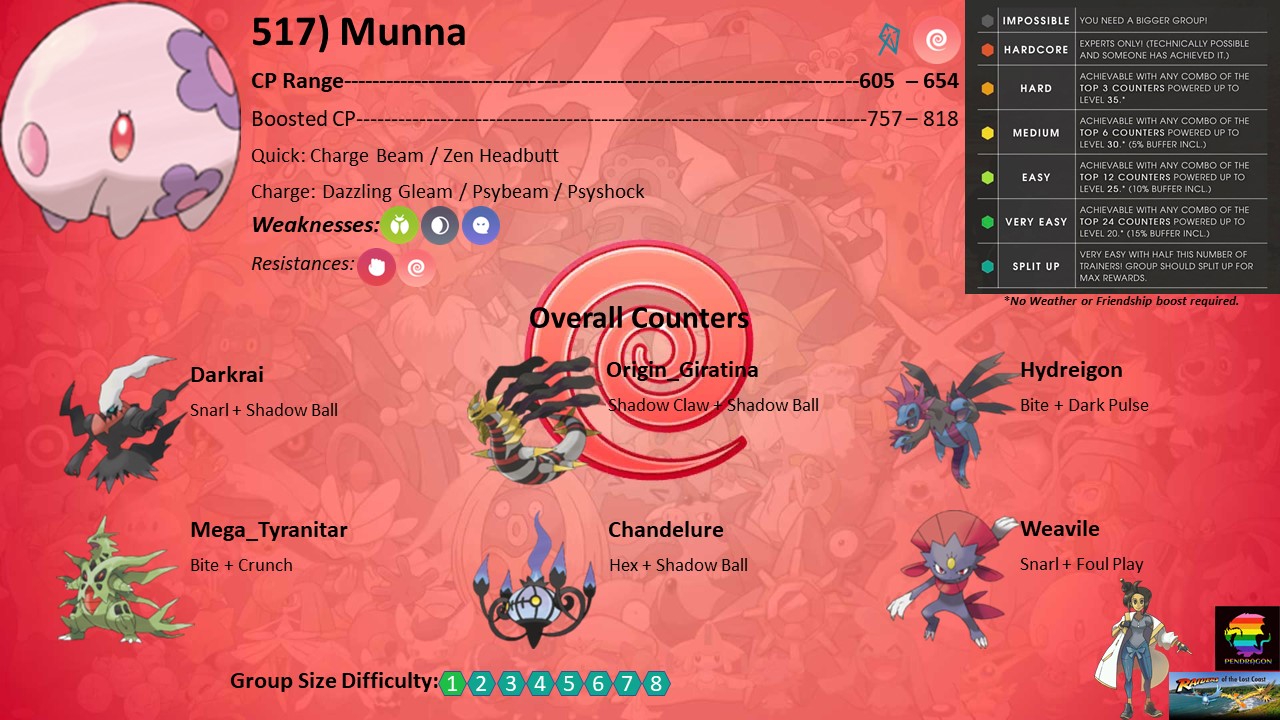 517) Munna
CP Range--------------------------------------------------------------------------605 – 654
Boosted CP-------------------------------------------------------------------------757 – 818
Quick: Charge Beam / Zen Headbutt
Charge: Dazzling Gleam / Psybeam / Psyshock
Weaknesses:
Resistances:
IMPOSSIBLE YOU NEED A BIGGER GROUP!
HARDCORE EXPERTS ONLY! (TECHNICALLY POSSIBLE
AND SOMEONE HAS ACHIEVED IT.)
HARD ACHIEVABLE WITH ANY COMBO OF THE
TOP 3 COUNTERS POWERED UP TO
LEVEL 35.*
MEDIUM ACHIEVABLE WITH ANY COMBO OF THE
TOP 6 COUNTERS POWERED UP TO
LEVEL 30.* (5% BUFFER INCL.)
EASY ACHIEVABLE WITH ANY COMBO OF THE
TOP 12 COUNTERS POWERED UP TO
LEVEL 25.* (10% BUFFER INCL.)
VERY EASY ACHIEVABLE WITH ANY COMBO OF THE
TOP 24 COUNTERS POWERED UP TO
LEVEL 20.* (15% BUFFER INCL.)
SPLIT UP VERY EASY WITH HALF THIS NUMBER OF
TRAINERS! GROUP SHOULD SPLIT UP FOR
MAX REWARDS.
*No Weather or Friendship boost required.
Overall Counters
Darkrai
Snarl + Shadow Ball
Origin_Giratina
Shadow Claw + Shadow Ball
Hydreigon
Bite + Dark Pulse
Mega_Tyranitar
Bite + Crunch
Chandelure
Hex + Shadow Ball
Weavile
Snarl + Foul Play
Group Size Difficulty: 1 2 3 4 5 6 7 8
PENDROGON
RAIDERS of the Lost Coast